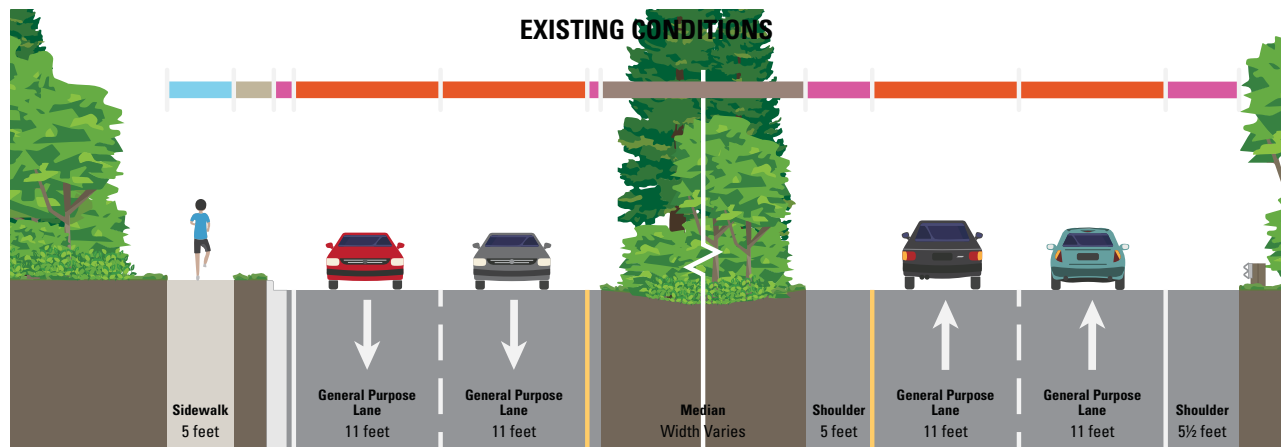 EXISTING CONDITIONS
Sidewalk
5 feet
General Purpose
Lane
11 feet
General Purpose
Lane
11 feet
Median
Width Varies
Shoulder
5 feet
General Purpose
Lane
11 feet
General Purpose
Lane
11 feet
Shoulder
5½ feet